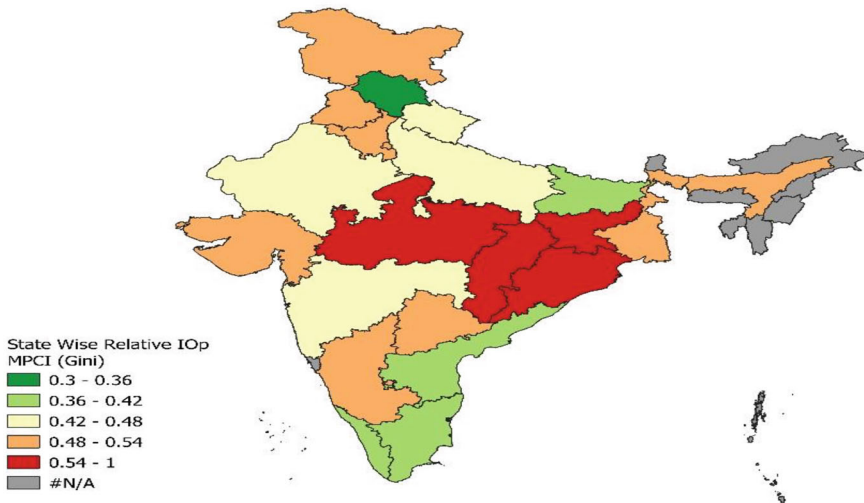 State Wise Relative IOp
MPCI (Gini)
0.3 - 0.36
0.36 - 0.42
0.42 - 0.48
0.48 - 0.54
0.54 - 1
#N/A